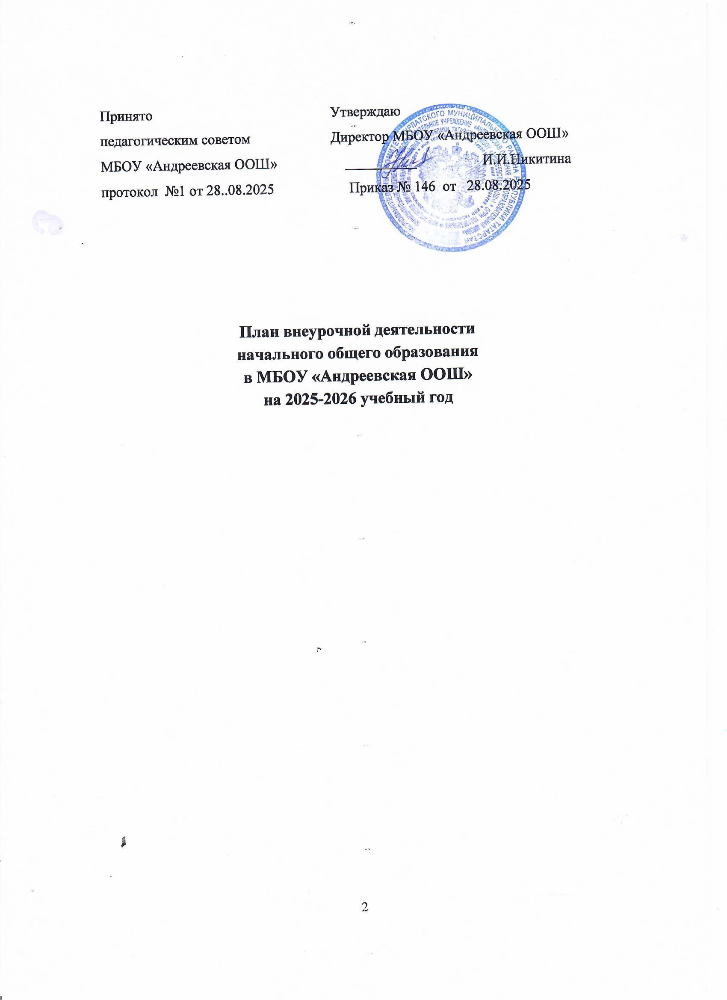 Принято
педагогическим советом
МБОУ «Андреевская ООШ»
протокол №1 от 28..08.2025
Утверждаю
Директор МБОУ «Андреевская ООШ»
И.И.Никитина
Приказ № 146 от 28.08.2025
План внеурочной деятельности
начального общего образования
в МБОУ «Андреевская ООШ»
на 2025-2026 учебный год
2